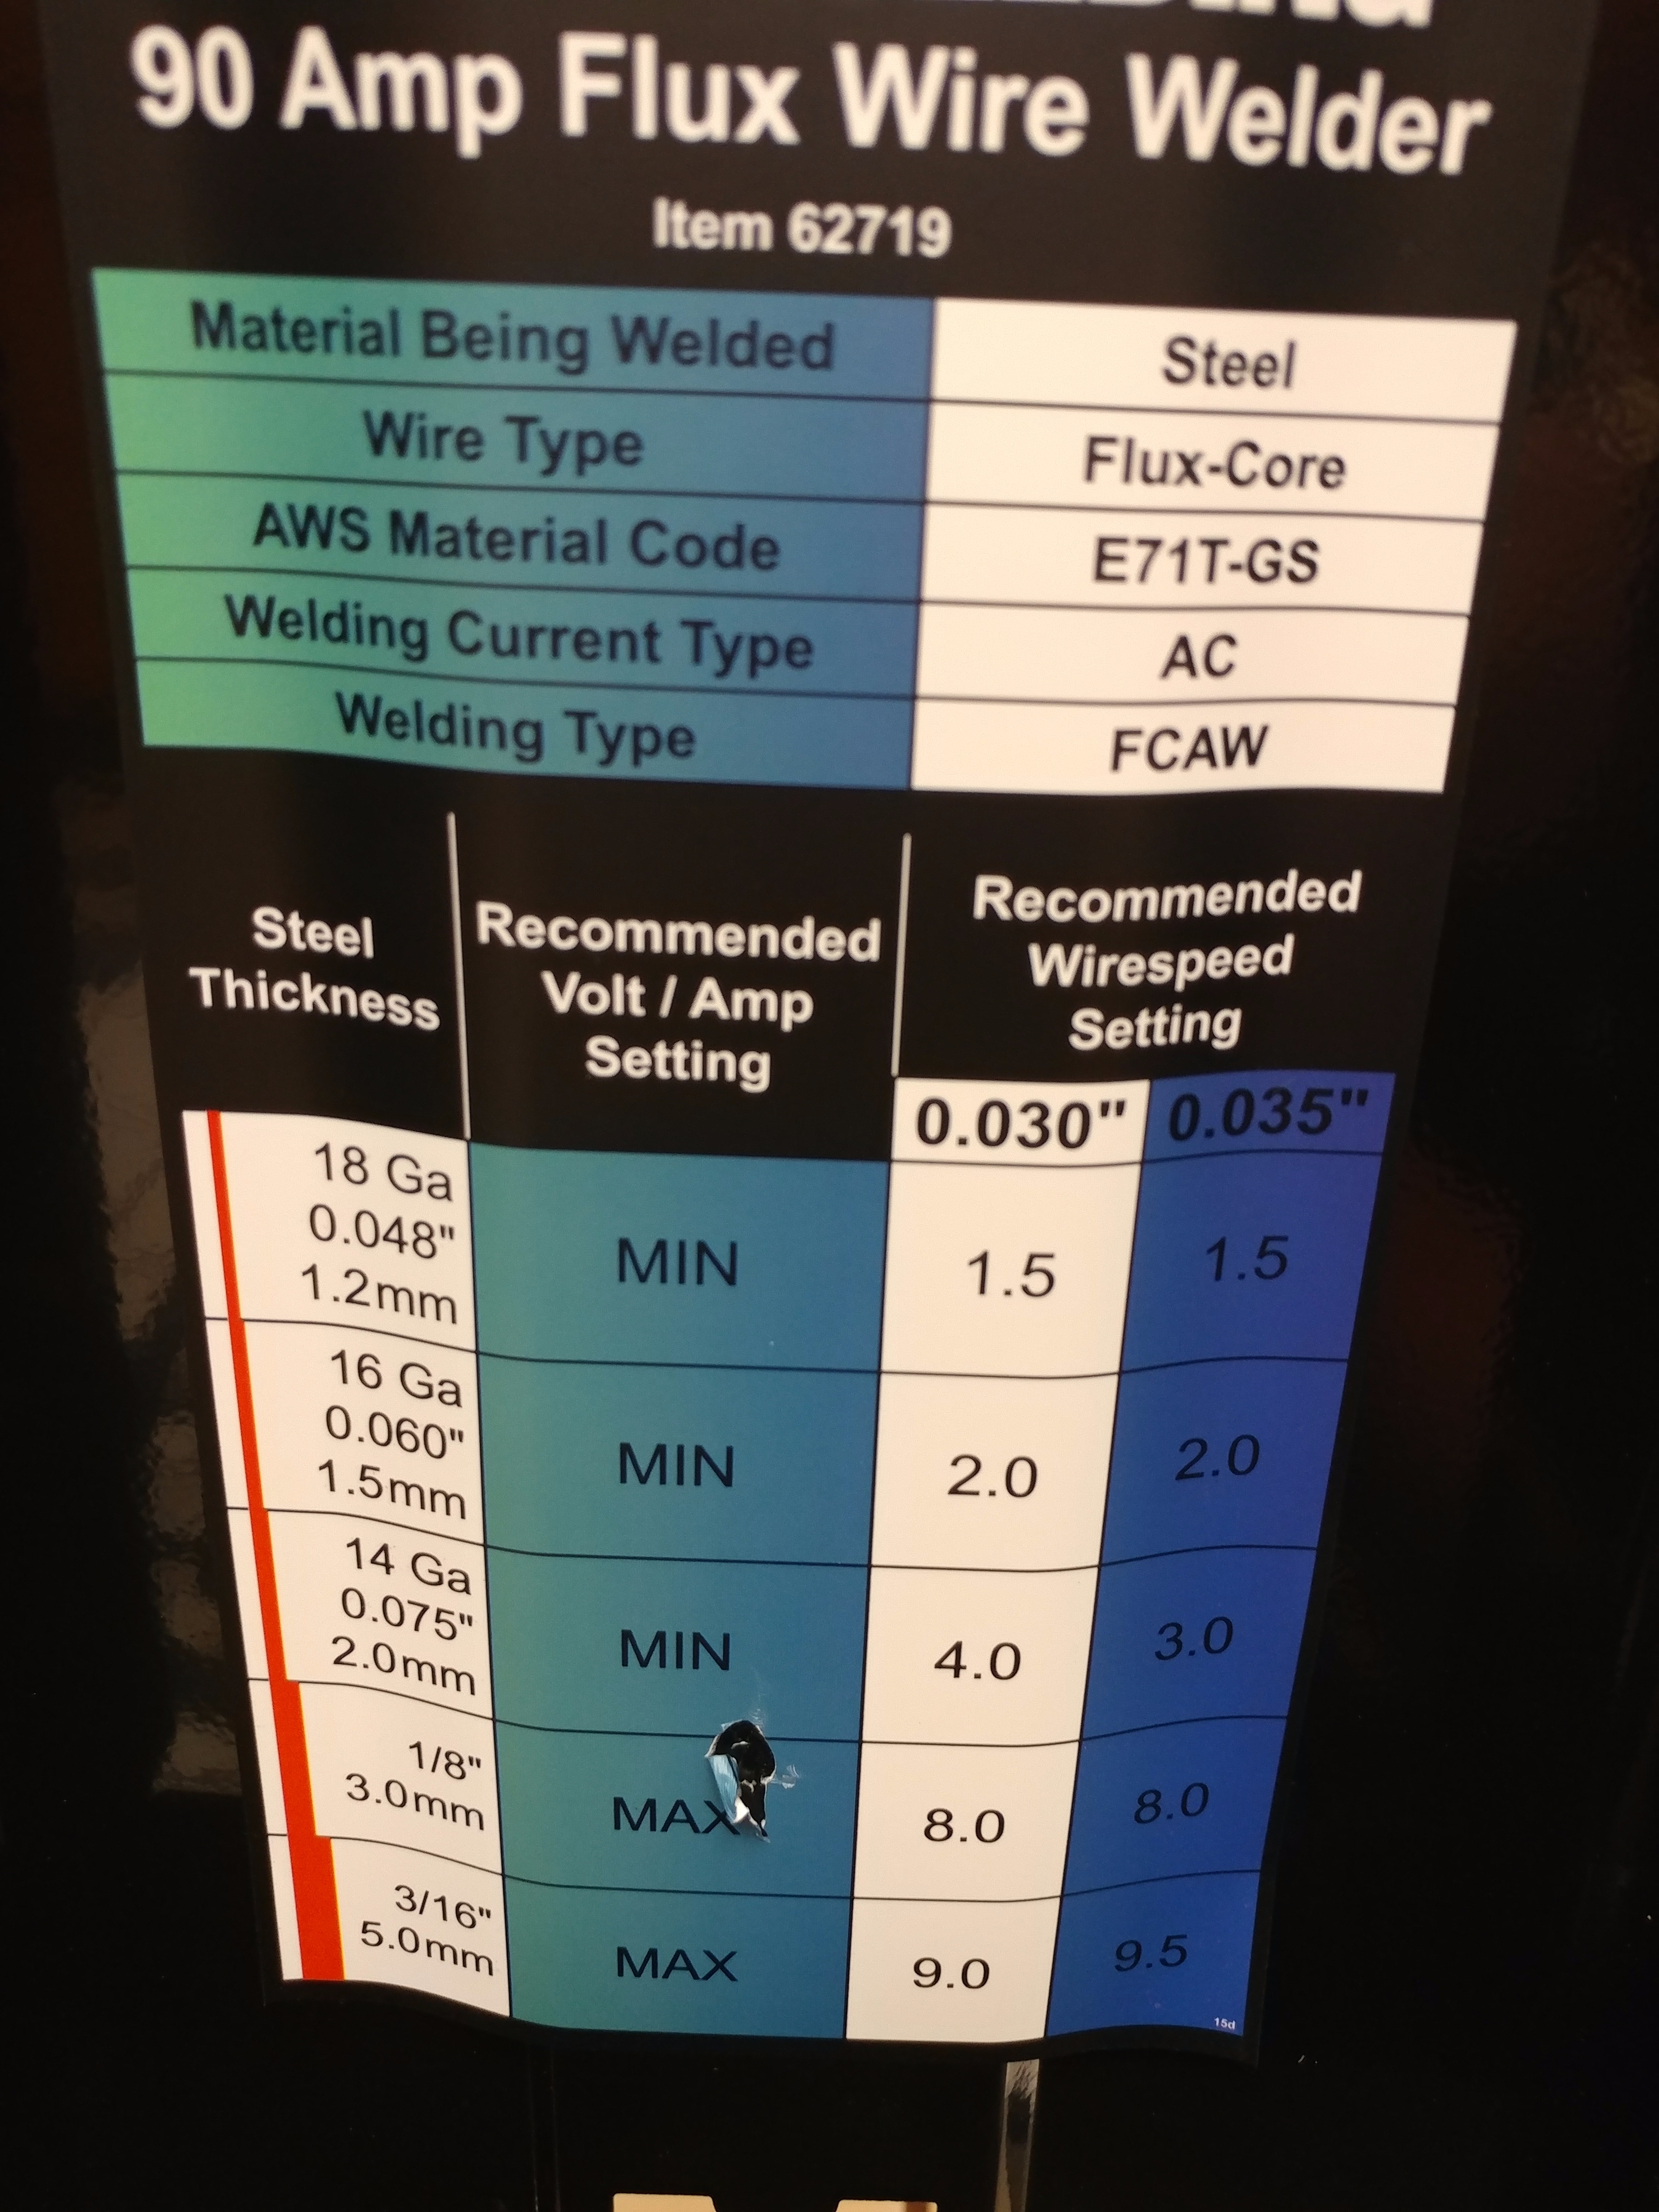 90 Amp Flux Wire Welder
Item 62719
Material Being Welded Steel
Wire Type Flux-Core
AWS Material Code E71T-GS
Welding Current Type AC
Welding Type FCAW
Steel
Thickness
Recommended
Volt / Amp
Setting
Recommended
Wirespeed
Setting
0.030" 0.035"
18 Ga
0.048"
1.2mm
MIN 1.5 1.5
16 Ga
0.060"
1.5mm
MIN 2.0 2.0
14 Ga
0.075"
2.0mm
MIN 4.0 3.0
1/8"
3.0mm
MAX 8.0 8.0
3/16"
5.0mm
MAX 9.0 9.5
15d